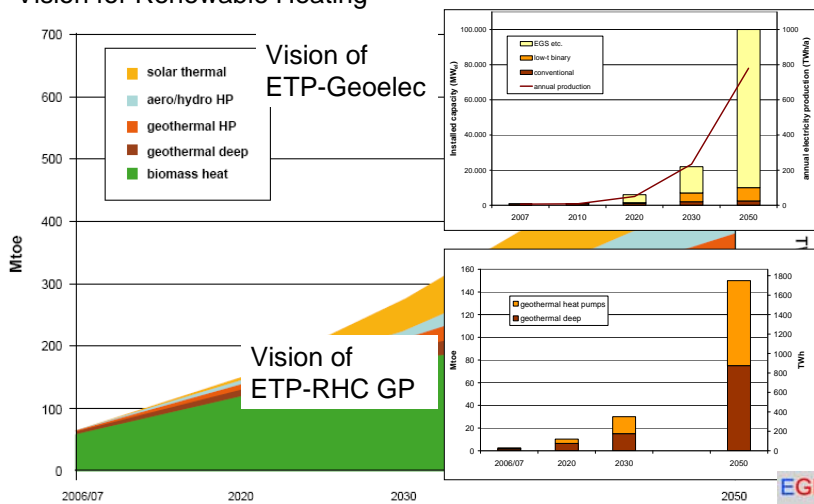 Vision for Renewable Heating
700
600
500
400
300
200
100
0
Mtoe
2006/07
2020
2030
2050
solar thermal
aero/hydro HP
geothermal HP
geothermal deep
biomass heat
Vision of
ETP-Geoelec
Vision of
ETP-RHC GP
100.000
80.000
60.000
40.000
20.000
0
Installed capacity (MWel)
EGS etc.
low-t binary
conventional
annual production
1000
800
600
400
200
0
annual electricity production (TWh/a)
2007
2010
2020
2030
2050
160
140
120
100
80
60
40
20
0
Mtoe
geothermal heat pumps
geothermal deep
1800
1600
1400
1200
1000
800
600
400
200
0
TWh
2006/07
2020
2030
2050